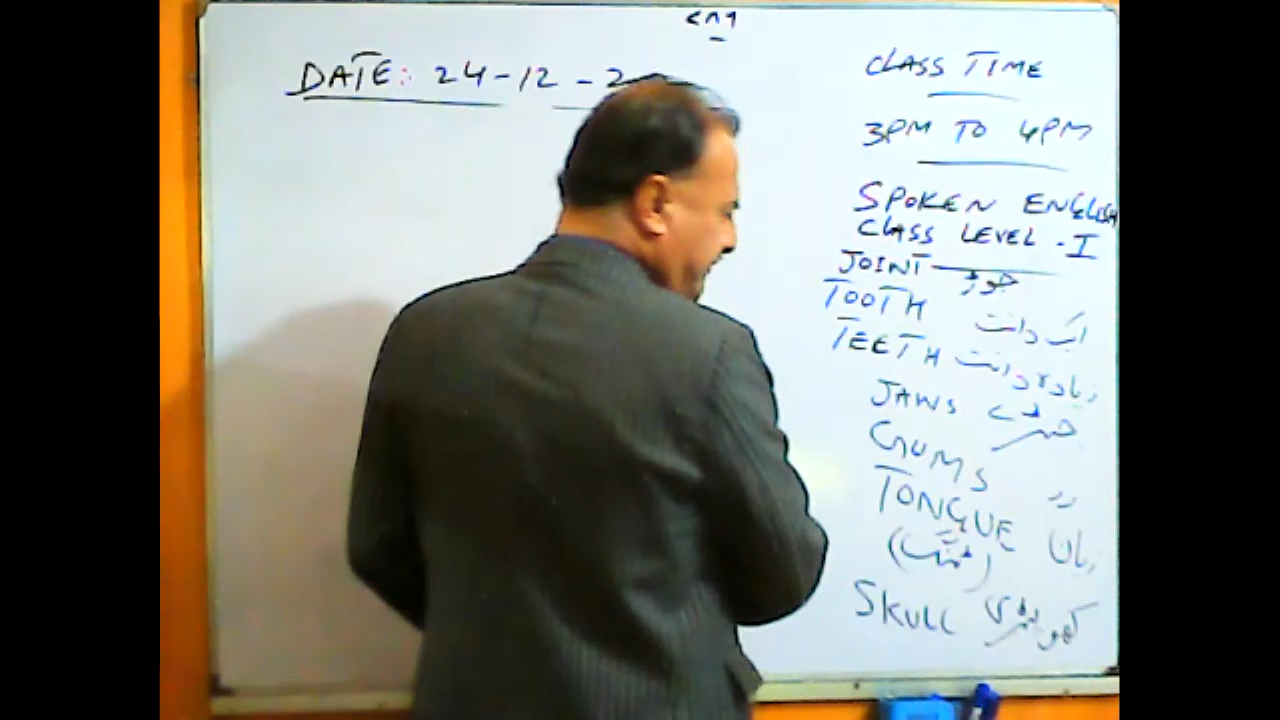 DATE: 24-12-2
CLASS TIME
3PM TO 4PM
SPOKEN ENGLISH
CLASS LEVEL - I
JOINT جوڑ
TOOTH ایک دانت
TEETH زیادہ دانت
JAWS جبڑے
GUMS
TONGUE زبان
(ٹنگ)
SKULL کھوپڑی